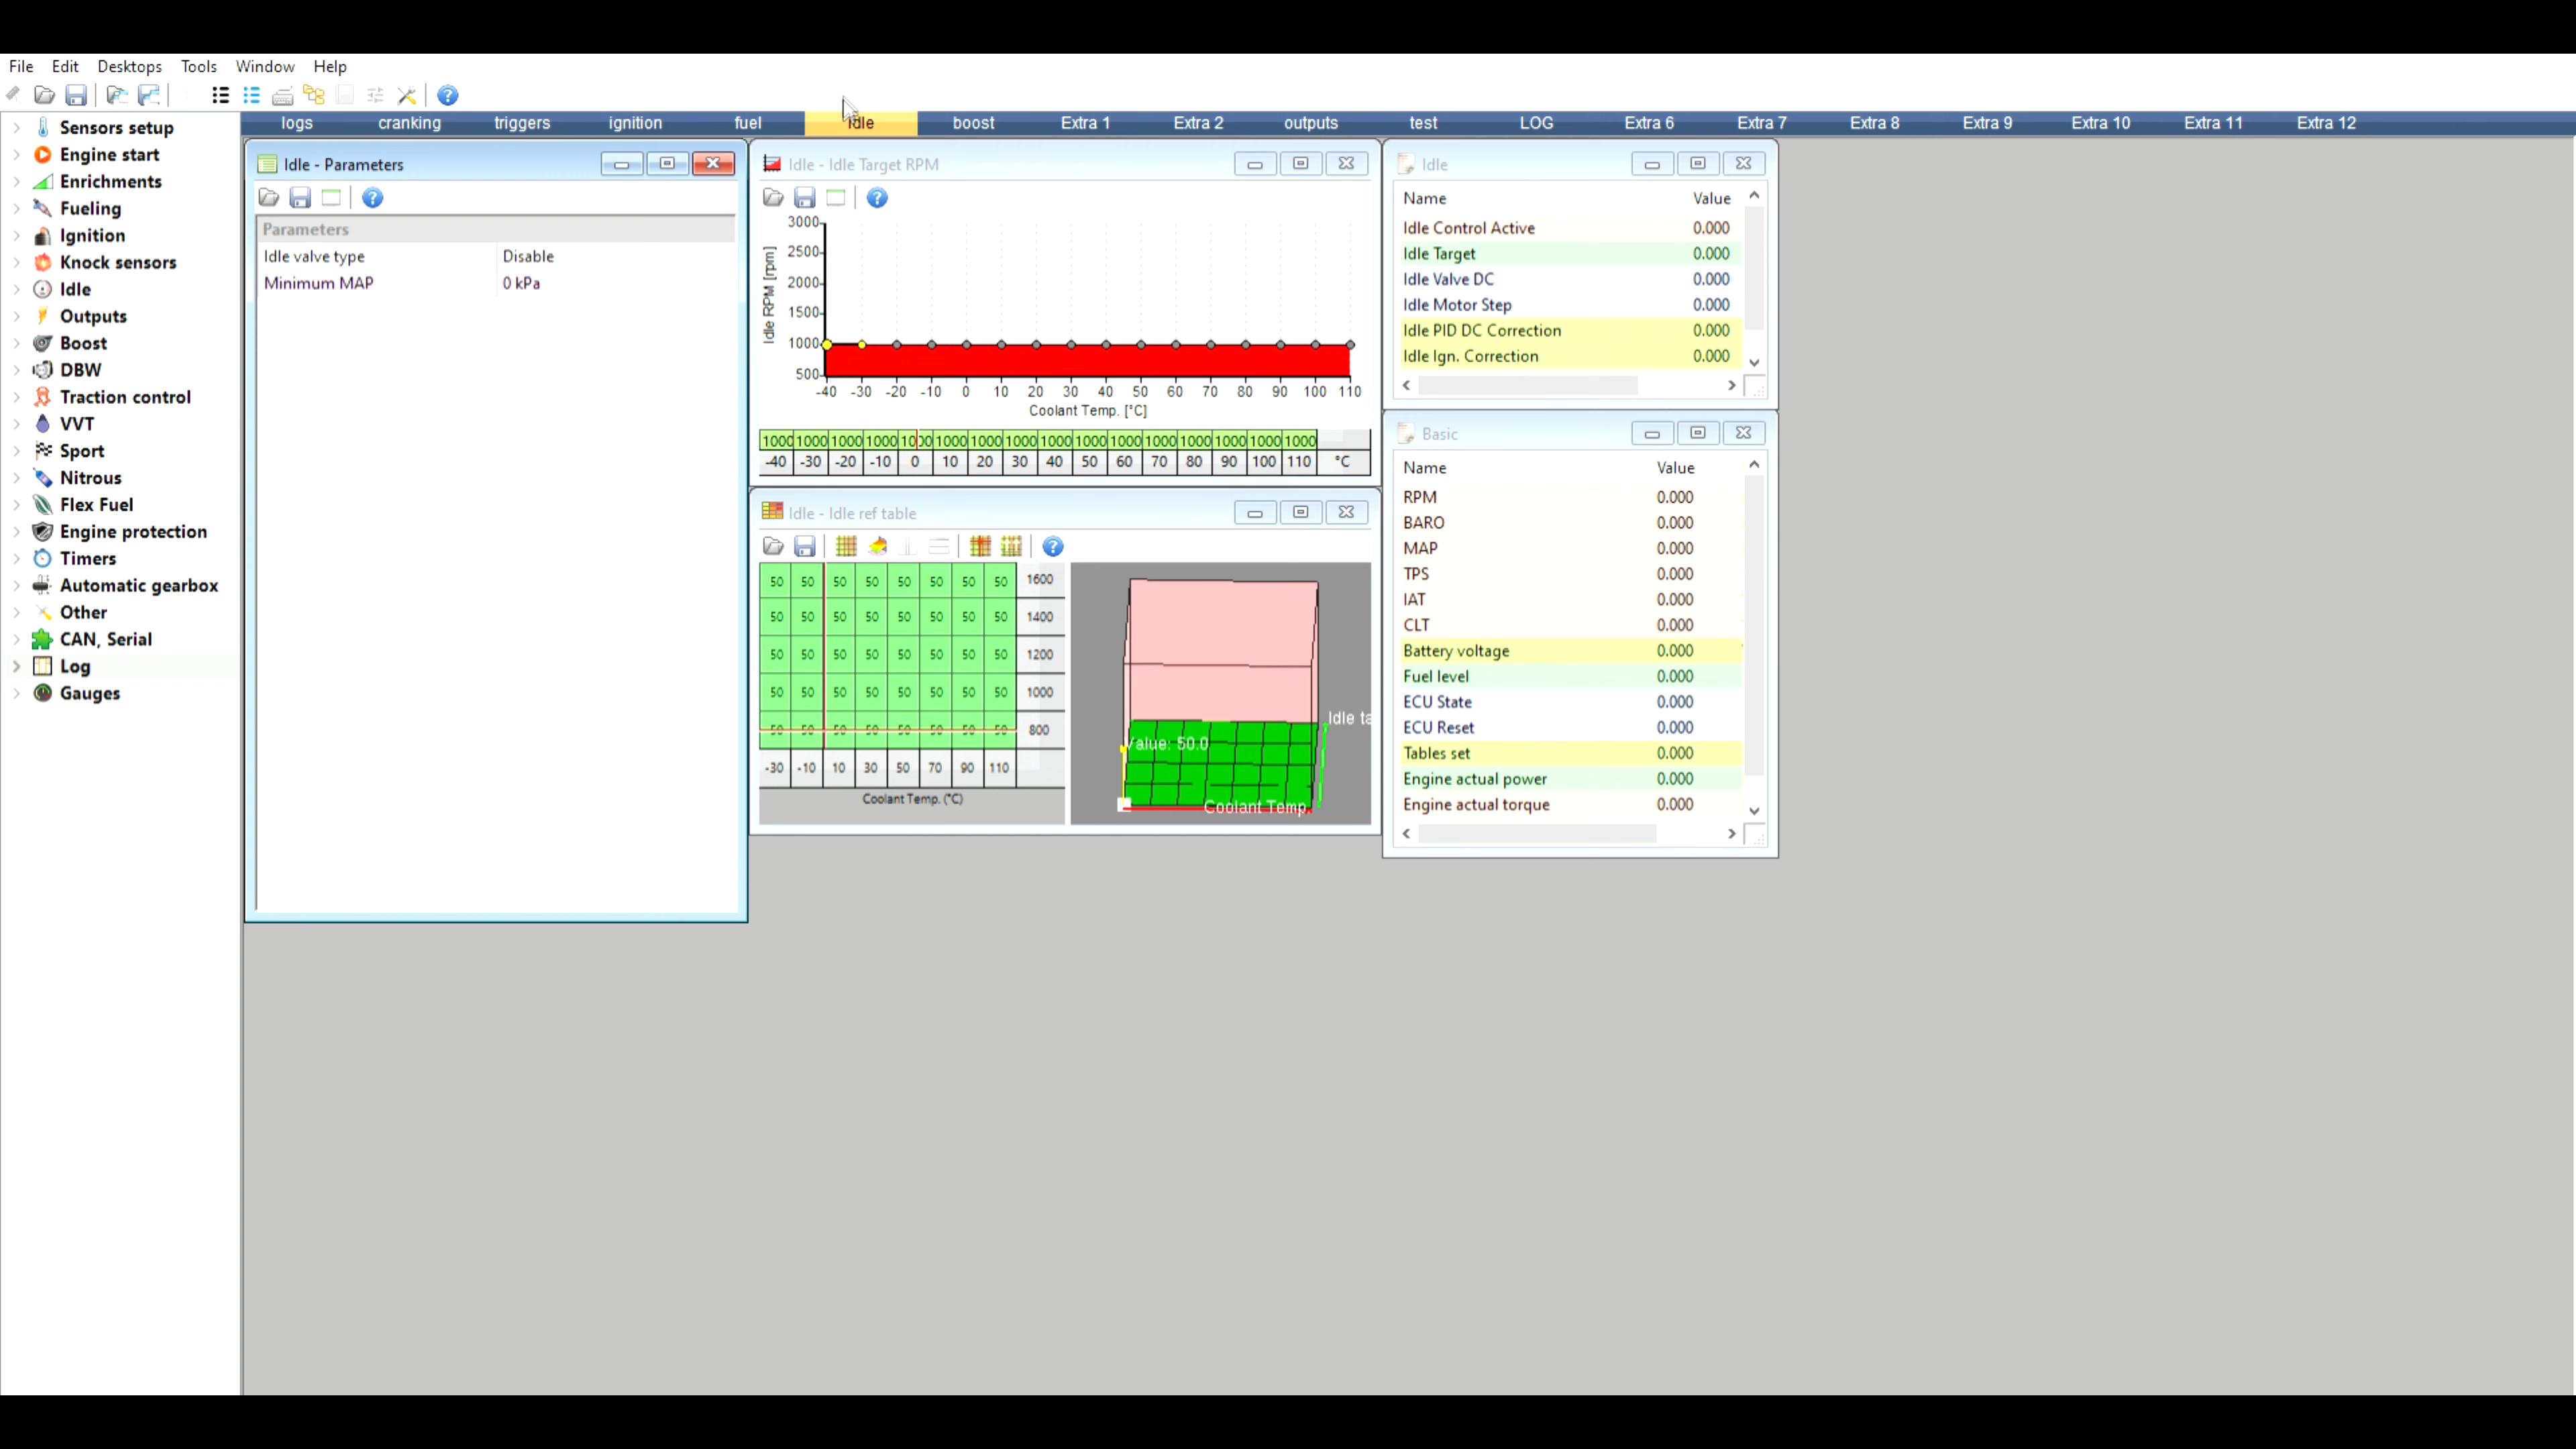 File Edit Desktops Tools Window Help
logs cranking triggers ignition fuel idle boost Extra 1 Extra 2 outputs test LOG Extra 6 Extra 7 Extra 8 Extra 9 Extra 10 Extra 11 Extra 12
Sensors setup
Engine start
Enrichments
Fueling
Ignition
Knock sensors
Idle
Outputs
Boost
DBW
Traction control
VVT
Sport
Nitrous
Flex Fuel
Engine protection
Timers
Automatic gearbox
Other
CAN, Serial
Log
Gauges
Idle - Parameters
Parameters
Idle valve type Disable
Minimum MAP 0 kPa
Idle - Idle Target RPM
Idle RPM [rpm]
3000
2500
2000
1500
1000
500
-40 -30 -20 -10 0 10 20 30 40 50 60 70 80 90 100 110
Coolant Temp. [°C]
1000 1000 1000 1000 1000 1000 1000 1000 1000 1000 1000 1000 1000 1000 1000 1000
-40 -30 -20 -10 0 10 20 30 40 50 60 70 80 90 100 110 °C
Idle - Idle ref table
50 50 50 50 50 50 50 50 1600
50 50 50 50 50 50 50 50 1400
50 50 50 50 50 50 50 50 1200
50 50 50 50 50 50 50 50 1000
50 50 50 50 50 50 50 50 800
-30 -10 10 30 50 70 90 110
Coolant Temp. (°C)
Idle ta
Value: 50.0
Coolant Temp.
Idle
Name Value
Idle Control Active 0.000
Idle Target 0.000
Idle Valve DC 0.000
Idle Motor Step 0.000
Idle PID DC Correction 0.000
Idle Ign. Correction 0.000
Basic
Name Value
RPM 0.000
BARO 0.000
MAP 0.000
TPS 0.000
IAT 0.000
CLT 0.000
Battery voltage 0.000
Fuel level 0.000
ECU State 0.000
ECU Reset 0.000
Tables set 0.000
Engine actual power 0.000
Engine actual torque 0.000